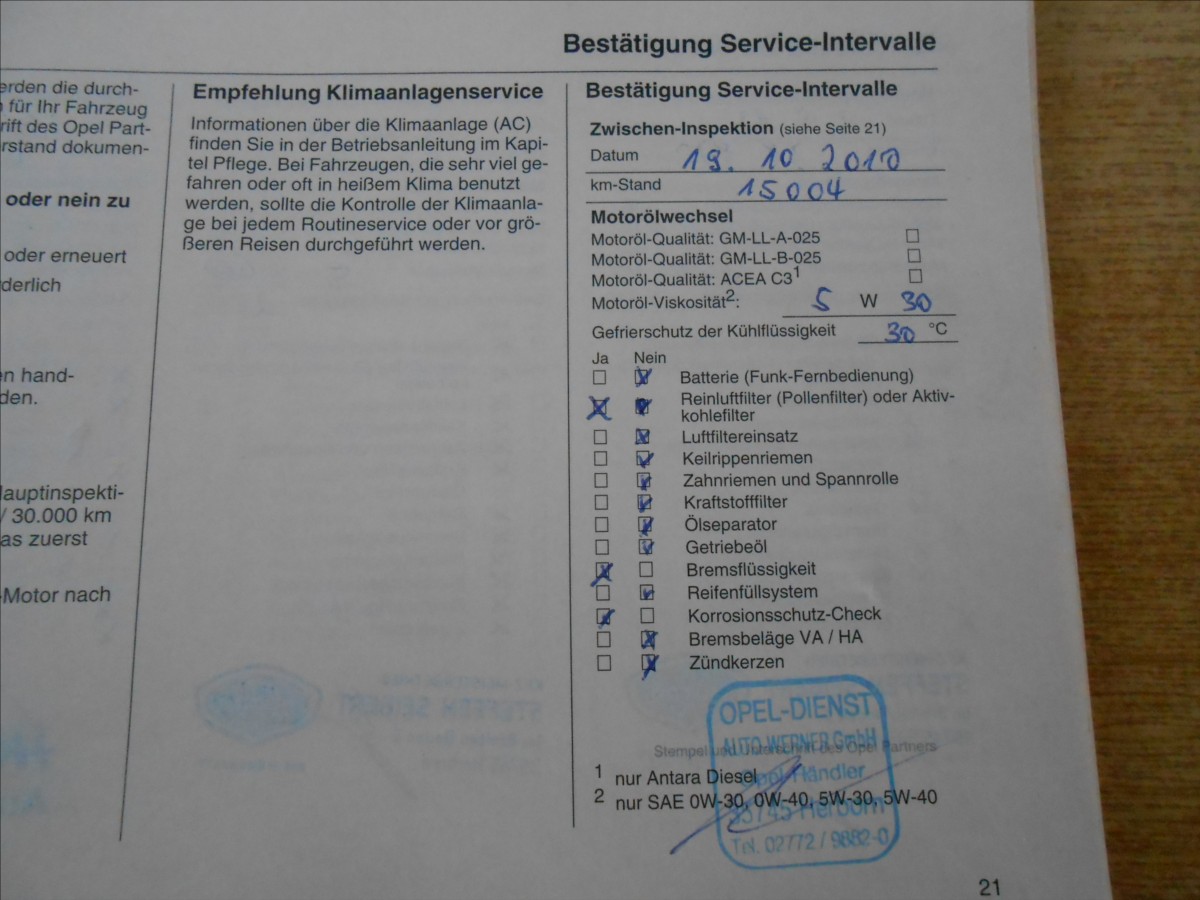 Bestätigung Service-Intervalle
erden die durch-
für Ihr Fahrzeug
rift des Opel Part-
rstand dokumen-
oder nein zu
oder erneuert
derlich
en hand-
den.
auptinspekti-
/ 30.000 km
as zuerst
-Motor nach
Empfehlung Klimaanlagenservice
Informationen über die Klimaanlage (AC)
finden Sie in der Betriebsanleitung im Kapi-
tel Pflege. Bei Fahrzeugen, die sehr viel ge-
fahren oder oft in heißem Klima benutzt
werden, sollte die Kontrolle der Klimaanla-
ge bei jedem Routineservice oder vor grö-
ßeren Reisen durchgeführt werden.
Bestätigung Service-Intervalle
Zwischen-Inspektion (siehe Seite 21)
Datum 19. 10 2010
km-Stand 15004
Motorölwechsel
Motoröl-Qualität: GM-LL-A-025
Motoröl-Qualität: GM-LL-B-025
Motoröl-Qualität: ACEA C3 1
Motoröl-Viskosität2: 5 W 30
Gefrierschutz der Kühlflüssigkeit 30 °C
Ja Nein
Batterie (Funk-Fernbedienung)
Reinluftfilter (Pollenfilter) oder Aktiv-
kohlefilter
Luftfiltereinsatz
Keilrippenriemen
Zahnriemen und Spannrolle
Kraftstofffilter
Ölseparator
Getriebeöl
Bremsflüssigkeit
Reifenfüllsystem
Korrosionsschutz-Check
Bremsbeläge VA / HA
Zündkerzen
OPEL-DIENST
AUTO WERNER GmbH
Stempel und Unterschrift des Opel Partners
Opel-Händler
1 nur Antara Diesel
2 nur SAE 0W-30, 0W-40, 5W-30, 5W-40
35745 Herborn
Tel. 02772 / 9882-0
21